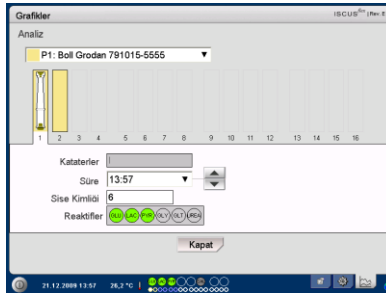 Grafikler
ISCUSflex |Rev. E
Analiz
P1: Boll Grodan 791015-5555
1 2 3 4 5 6 7 8 9 10 11 12 13 14 15 16
Kataterler
Süre 13:57
Sise Kimliöi 6
Reaktifler GLU LAC PYR GLY GLT UREA
Kapat
21.12.2009 13:57 26,2 °C